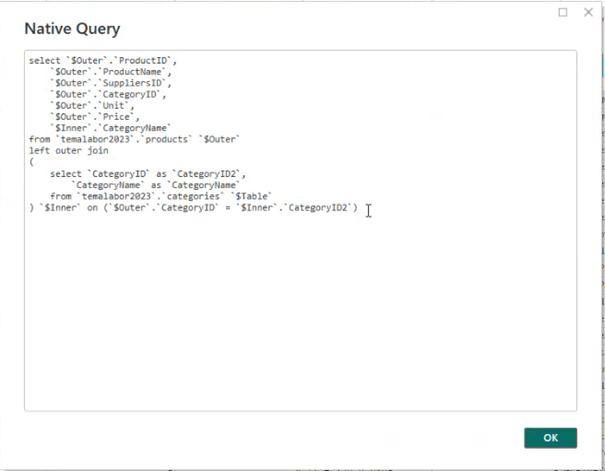 Native Query
select `$Outer`.`ProductID`,
    `$Outer`.`ProductName`,
    `$Outer`.`SuppliersID`,
    `$Outer`.`CategoryID`,
    `$Outer`.`Unit`,
    `$Outer`.`Price`,
    `$Inner`.`CategoryName`
from `temalabor2023`.`products` `$Outer`
left outer join
(
    select `CategoryID` as `CategoryID2`,
        `CategoryName` as `CategoryName`
    from `temalabor2023`.`categories` `$Table`
) `$Inner` on (`$Outer`.`CategoryID` = `$Inner`.`CategoryID2`)
OK